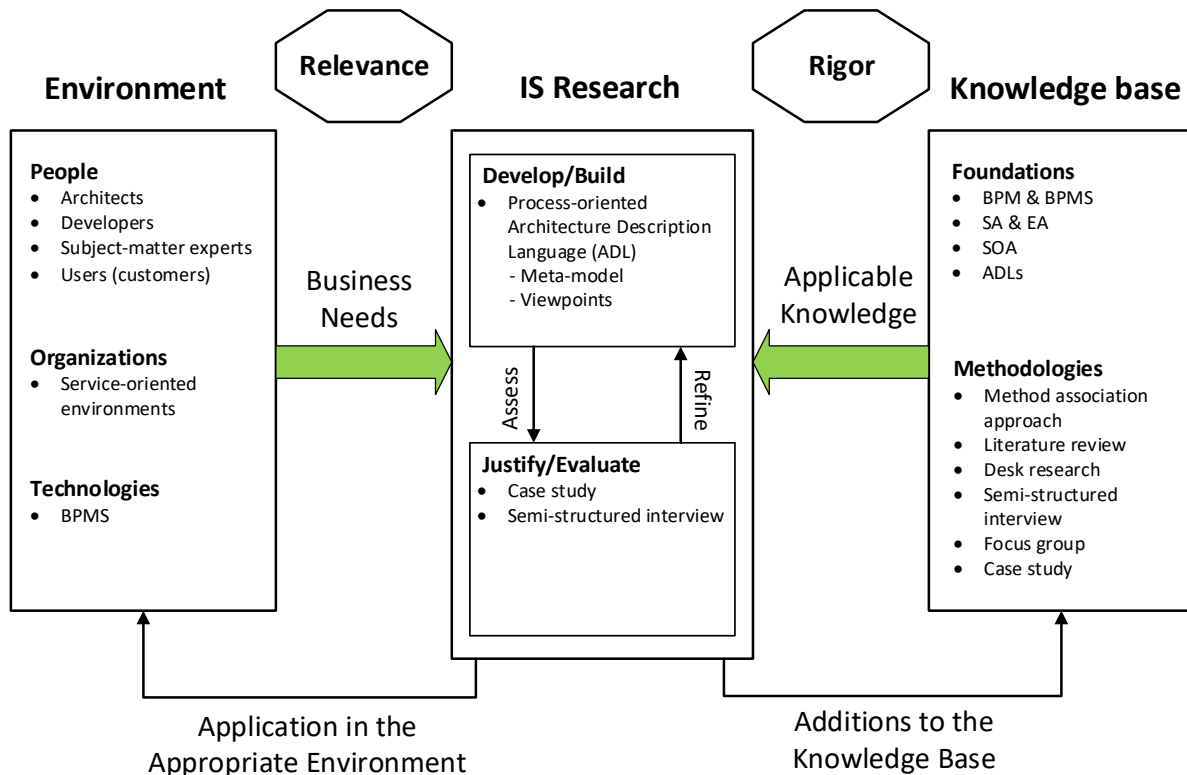 Relevance
Rigor
Environment
IS Research
Knowledge base
People
• Architects
• Developers
• Subject-matter experts
• Users (customers)
Organizations
• Service-oriented
environments
Technologies
• BPMS
Business
Needs
Develop/Build
• Process-oriented
Architecture Description
Language (ADL)
- Meta-model
- Viewpoints
Assess
Refine
Justify/Evaluate
• Case study
• Semi-structured interview
Applicable
Knowledge
Foundations
• BPM & BPMS
• SA & EA
• SOA
• ADLs
Methodologies
• Method association
approach
• Literature review
• Desk research
• Semi-structured
interview
• Focus group
• Case study
Application in the
Appropriate Environment
Additions to the
Knowledge Base